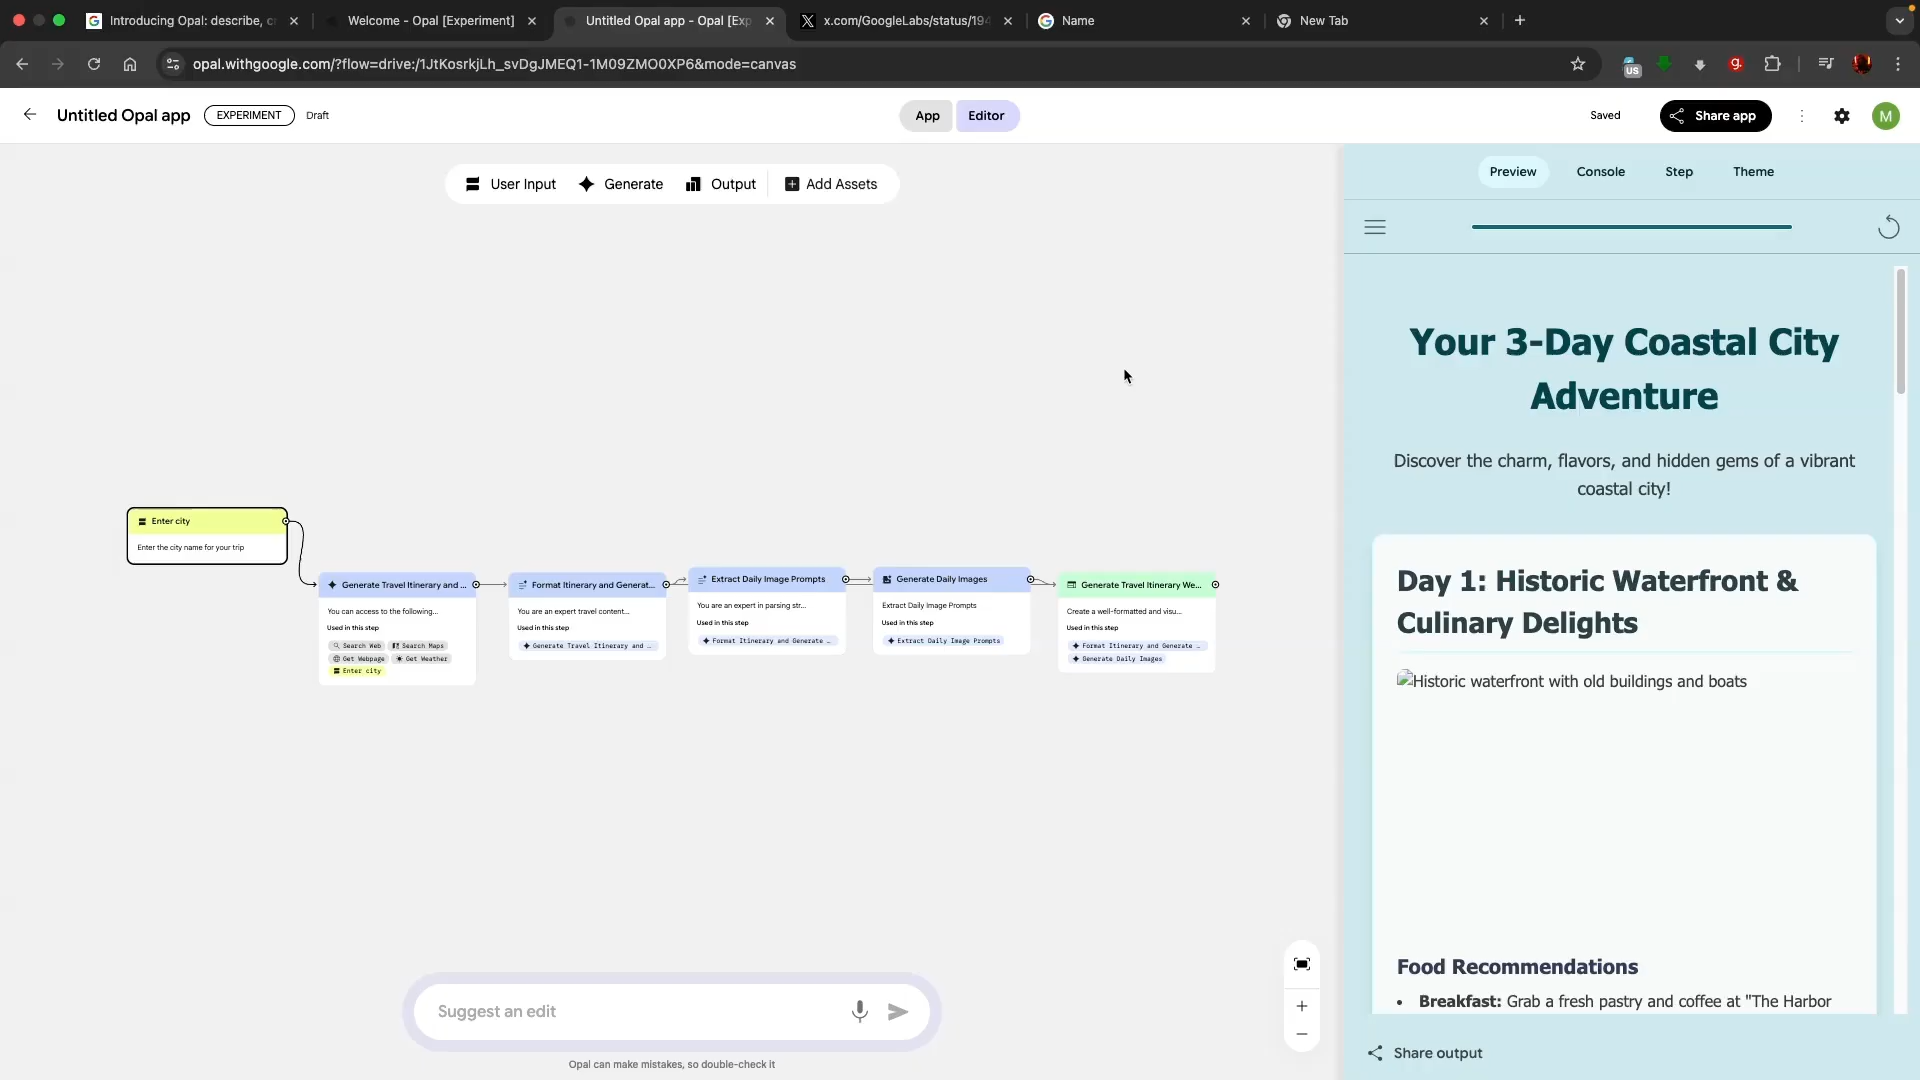 Introducing Opal: describe, c
Welcome - Opal [Experiment]
Untitled Opal app - Opal [Exp
x.com/GoogleLabs/status/194
Name
New Tab
opal.withgoogle.com/?flow=drive:/1JtKosrkjLh_svDgJMEQ1-1M09ZMO0XP6&mode=canvas
US
g.
Untitled Opal app
EXPERIMENT
Draft
App
Editor
Saved
Share app
M
User Input
Generate
Output
Add Assets
Preview
Console
Step
Theme
Enter city
Enter the city name for your trip
Generate Travel Itinerary and ...
You can access to the following...
Used in this step
Search Web
Search Maps
Get Webpage
Get Weather
Enter city
Format Itinerary and Generat...
You are an expert travel content...
Used in this step
Generate Travel Itinerary and …
Extract Daily Image Prompts
You are an expert in parsing str...
Used in this step
Format Itinerary and Generate …
Generate Daily Images
Extract Daily Image Prompts
Used in this step
Extract Daily Image Prompts
Generate Travel Itinerary We...
Create a well-formatted and visu...
Used in this step
Format Itinerary and Generate …
Generate Daily Images
Your 3-Day Coastal City
Adventure
Discover the charm, flavors, and hidden gems of a vibrant
coastal city!
Day 1: Historic Waterfront &
Culinary Delights
Historic waterfront with old buildings and boats
Food Recommendations
• Breakfast: Grab a fresh pastry and coffee at "The Harbor
Share output
Suggest an edit
Opal can make mistakes, so double-check it